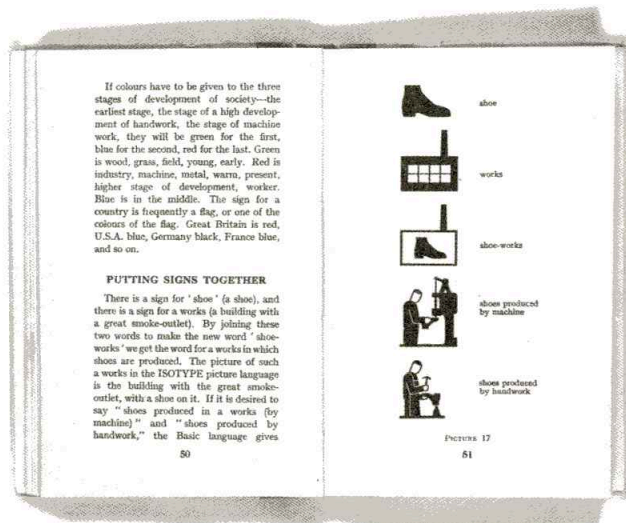 If colours have to be given to the three
stages of development of society—the
earliest stage, the stage of a high develop-
ment of handwork, the stage of machine
work, they will be green for the first,
blue for the second, red for the last. Green
is wood, grass, field, young, early. Red is
industry, machine, metal, warm, present,
higher stage of development, worker.
Blue is in the middle. The sign for a
country is frequently a flag, or one of the
colours of the flag. Great Britain is red,
U.S.A. blue, Germany black, France blue,
and so on.
PUTTING SIGNS TOGETHER
There is a sign for ' shoe ' (a shoe), and
there is a sign for a works (a building with
a great smoke-outlet). By joining these
two words to make the new word ' shoe-
works ' we get the word for a works in which
shoes are produced. The picture of such
a works in the ISOTYPE picture language
is the building with the great smoke-
outlet, with a shoe on it. If it is desired to
say " shoes produced in a works (by
machine) " and " shoes produced by
handwork," the Basic language gives
50
shoe
works
shoe-works
shoes produced
by machine
shoes produced
by handwork
PICTURE 17
51